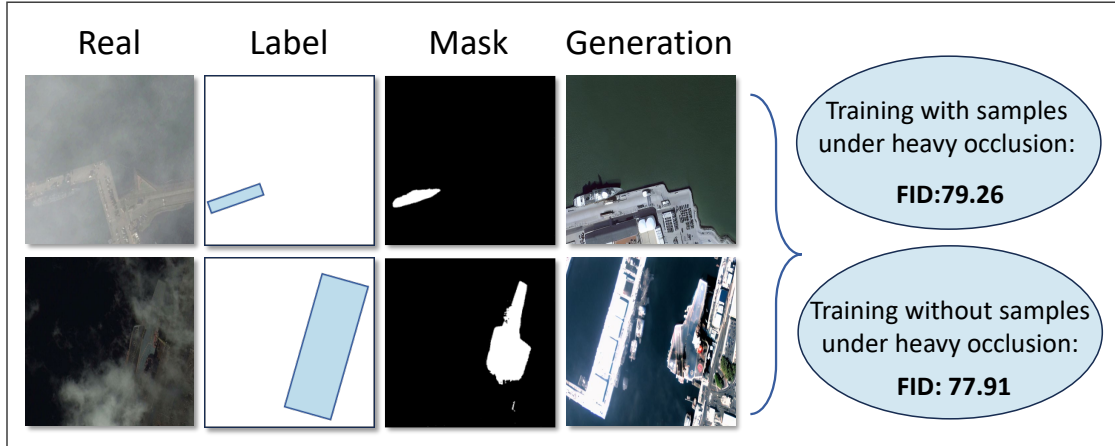 Real
Label
Mask
Generation
Training with samples
under heavy occlusion:
FID:79.26
Training without samples
under heavy occlusion:
FID: 77.91